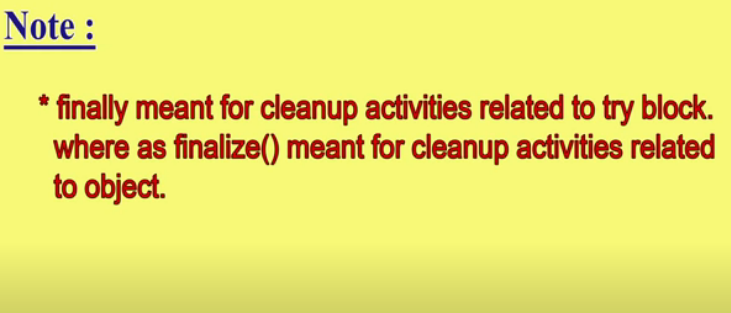 Note :
* finally meant for cleanup activities related to try block.
where as finalize() meant for cleanup activities related
to object.